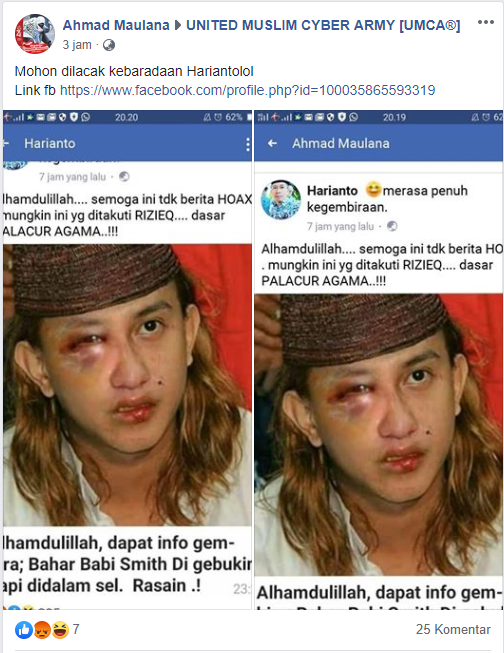 Ahmad Maulana ▶ UNITED MUSLIM CYBER ARMY [UMCA®]
3 jam ·
Mohon dilacak kebaradaan Hariantolol
Link fb https://www.facebook.com/profile.php?id=100035865593319
20.20 62%
Harianto
7 jam yang lalu ·
lhamdulillah.... semoga ini tdk berita HOAX
mungkin ini yg ditakuti RIZIEQ.... dasar
ALACUR AGAMA..!!!
lhamdulillah, dapat info gem-
ra; Bahar Babi Smith Di gebukin
api didalam sel. Rasain .!
23:
20.19 62
Ahmad Maulana
Harianto 😄merasa penuh
kegembiraan.
7 jam yang lalu ·
Alhamdulillah.... semoga ini tdk berita HO
. mungkin ini yg ditakuti RIZIEQ.... dasar
PALACUR AGAMA..!!!
Alhamdulillah, dapat info gem-
7
25 Komentar